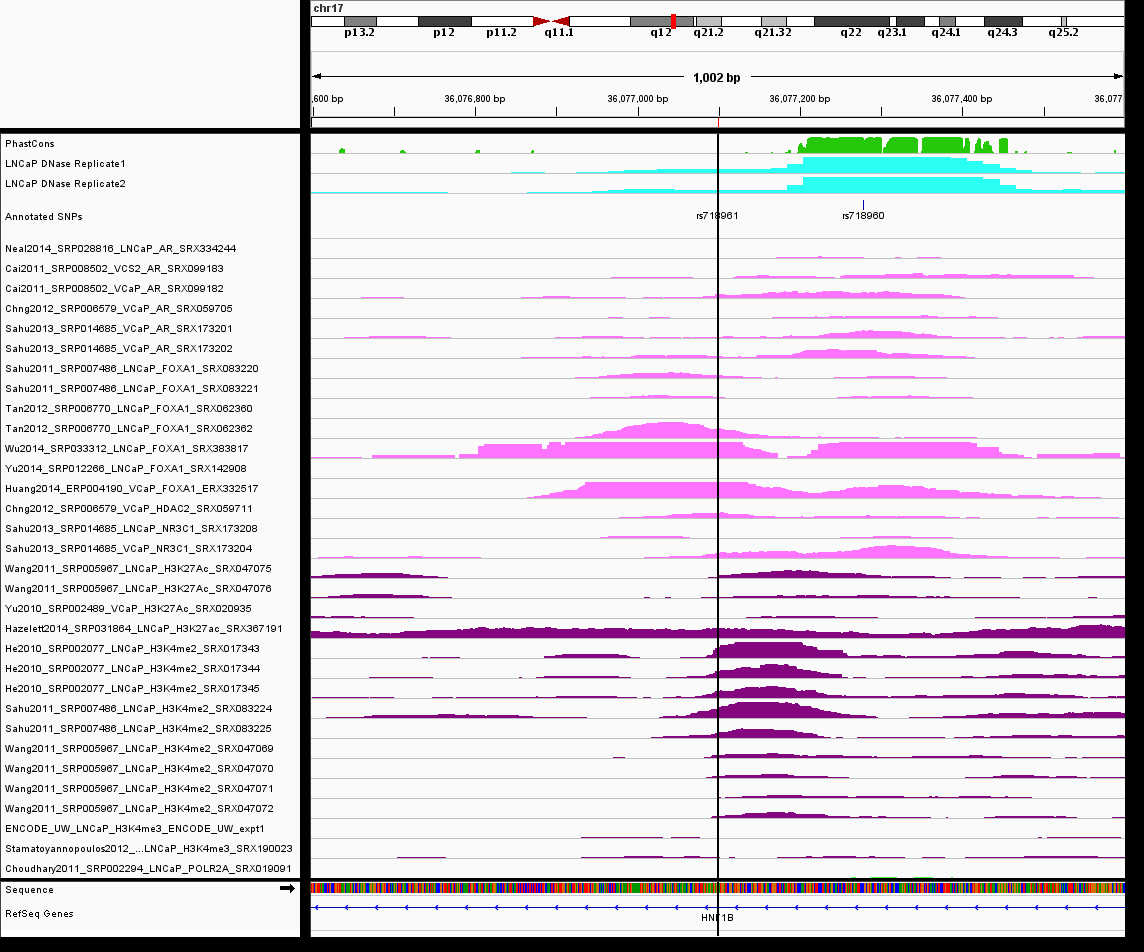 chr17
p13.2 p12 p11.2 q11.1 q12 q21.2 q21.32 q22 q23.1 q24.1 q24.3 q25.2
1,002 bp
,600 bp 36,076,800 bp 36,077,000 bp 36,077,200 bp 36,077,400 bp 36,077
PhastCons
LNCaP DNase Replicate1
LNCaP DNase Replicate2
Annotated SNPs rs718961 rs718960
Neal2014_SRP028816_LNCaP_AR_SRX334244
Cai2011_SRP008502_VCS2_AR_SRX099183
Cai2011_SRP008502_VCaP_AR_SRX099182
Chng2012_SRP006579_VCaP_AR_SRX059705
Sahu2013_SRP014685_VCaP_AR_SRX173201
Sahu2013_SRP014685_VCaP_AR_SRX173202
Sahu2011_SRP007486_LNCaP_FOXA1_SRX083220
Sahu2011_SRP007486_LNCaP_FOXA1_SRX083221
Tan2012_SRP006770_LNCaP_FOXA1_SRX062360
Tan2012_SRP006770_LNCaP_FOXA1_SRX062362
Wu2014_SRP033312_LNCaP_FOXA1_SRX383817
Yu2014_SRP012266_LNCaP_FOXA1_SRX142908
Huang2014_ERP004190_VCaP_FOXA1_ERX332517
Chng2012_SRP006579_VCaP_HDAC2_SRX059711
Sahu2013_SRP014685_LNCaP_NR3C1_SRX173208
Sahu2013_SRP014685_VCaP_NR3C1_SRX173204
Wang2011_SRP005967_LNCaP_H3K27Ac_SRX047075
Wang2011_SRP005967_LNCaP_H3K27Ac_SRX047076
Yu2010_SRP002489_VCaP_H3K27Ac_SRX020935
Hazelett2014_SRP031864_LNCaP_H3K27ac_SRX367191
He2010_SRP002077_LNCaP_H3K4me2_SRX017343
He2010_SRP002077_LNCaP_H3K4me2_SRX017344
He2010_SRP002077_LNCaP_H3K4me2_SRX017345
Sahu2011_SRP007486_LNCaP_H3K4me2_SRX083224
Sahu2011_SRP007486_LNCaP_H3K4me2_SRX083225
Wang2011_SRP005967_LNCaP_H3K4me2_SRX047069
Wang2011_SRP005967_LNCaP_H3K4me2_SRX047070
Wang2011_SRP005967_LNCaP_H3K4me2_SRX047071
Wang2011_SRP005967_LNCaP_H3K4me2_SRX047072
ENCODE_UW_LNCaP_H3K4me3_ENCODE_UW_expt1
Stamatoyannopoulos2012_...LNCaP_H3K4me3_SRX190023
Choudhary2011_SRP002294_LNCaP_POLR2A_SRX019091
Sequence
RefSeq Genes HNF1B